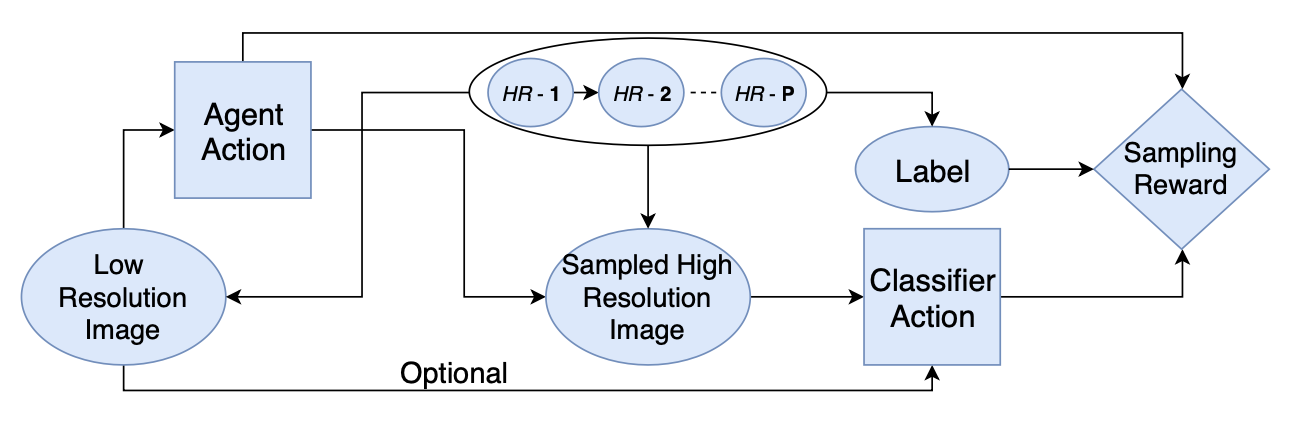 Agent
Action
HR - 1
HR - 2
HR - P
Label
Sampling
Reward
Low
Resolution
Image
Sampled High
Resolution
Image
Classifier
Action
Optional